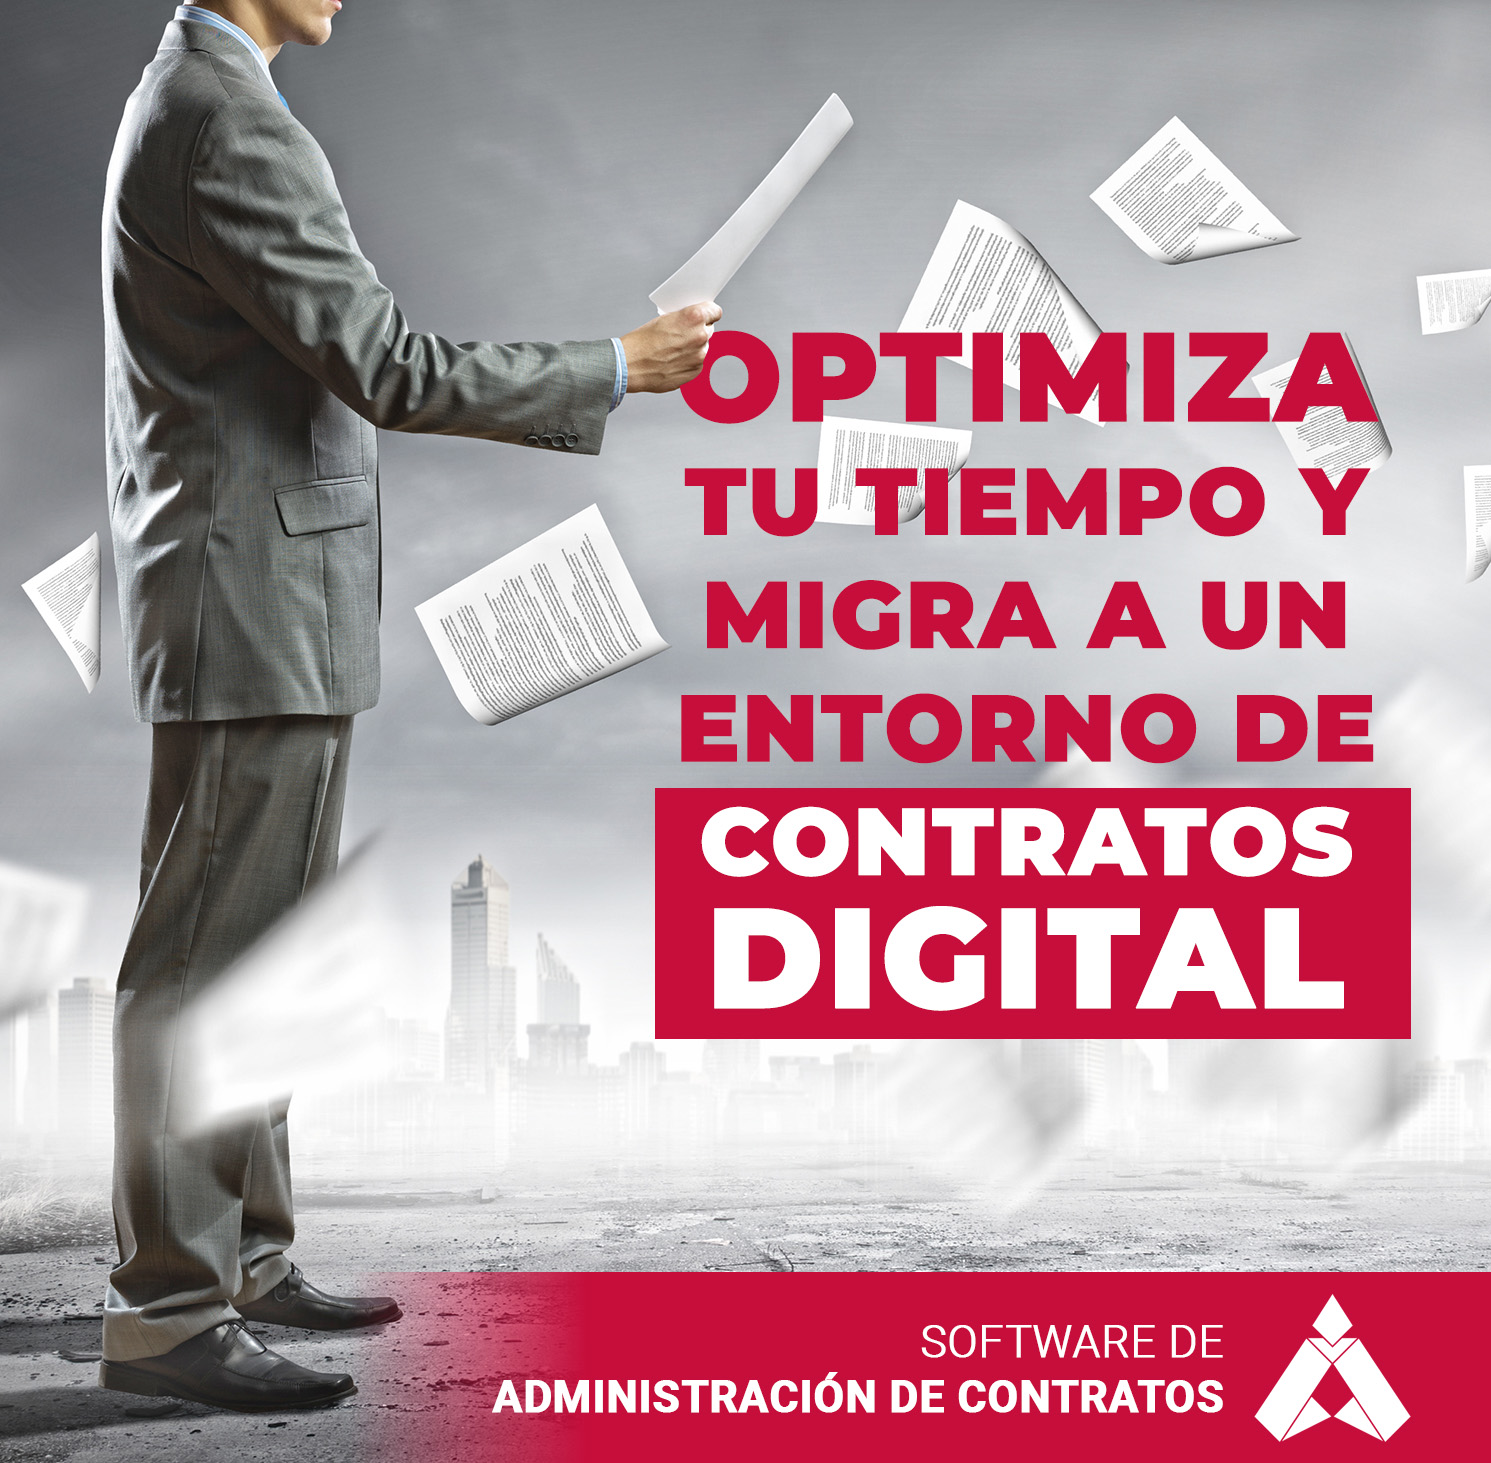 OPTIMIZA
TU TIEMPO Y
MIGRA A UN
ENTORNO DE
CONTRATOS
DIGITAL
SOFTWARE DE
ADMINISTRACIÓN DE CONTRATOS